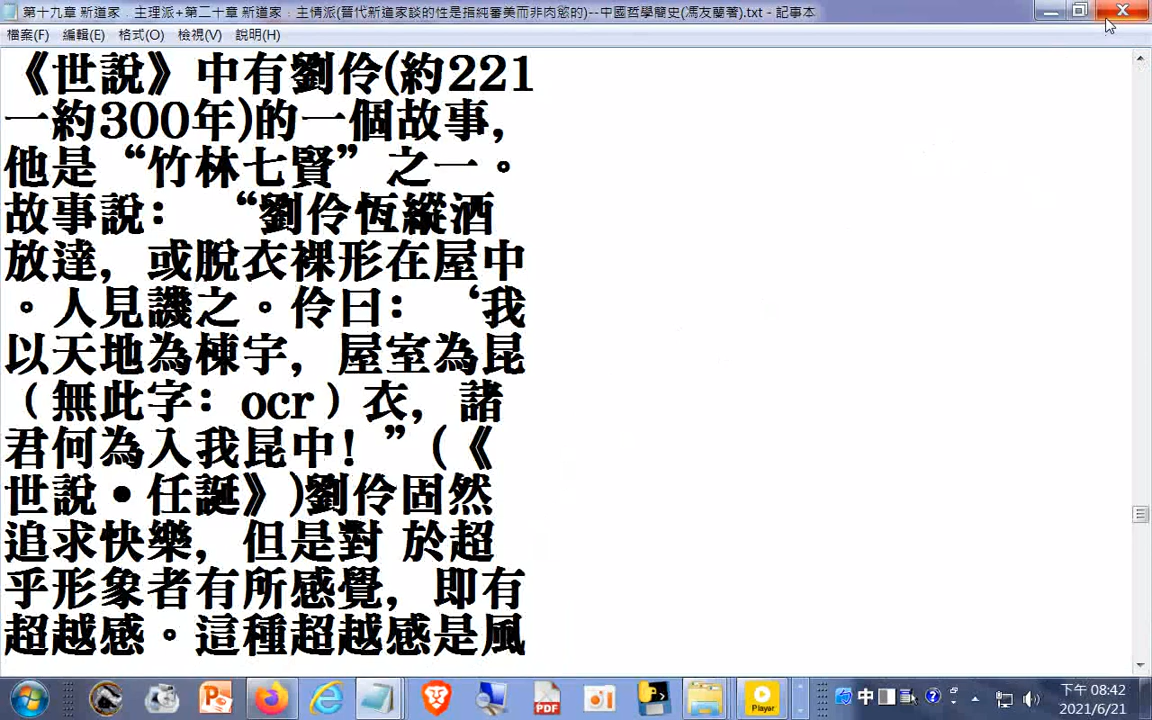 第十九章 新道家﹒主理派+第二十章 新道家﹕主情派(晉代新道家談的性是指純審美而非肉慾的)--中國哲學簡史(馮友蘭著).txt - 記事本
檔案(F) 編輯(E) 格式(O) 檢視(V) 說明(H)
《世說》中有劉伶(約221
一約300年)的一個故事,
他是“竹林七賢”之一。
故事說：“劉伶恆縱酒
放達, 或脫衣裸形在屋中
。人見譏之。伶曰：‘我
以天地為棟宇, 屋室為昆
（無此字：ocr）衣, 諸
君何為入我昆中! ”(《
世說•任誕》)劉伶固然
追求快樂, 但是對 於超
乎形象者有所感覺, 即有
超越感。這種超越感是風
PDF
Player
中
下午 08:42
2021/6/21